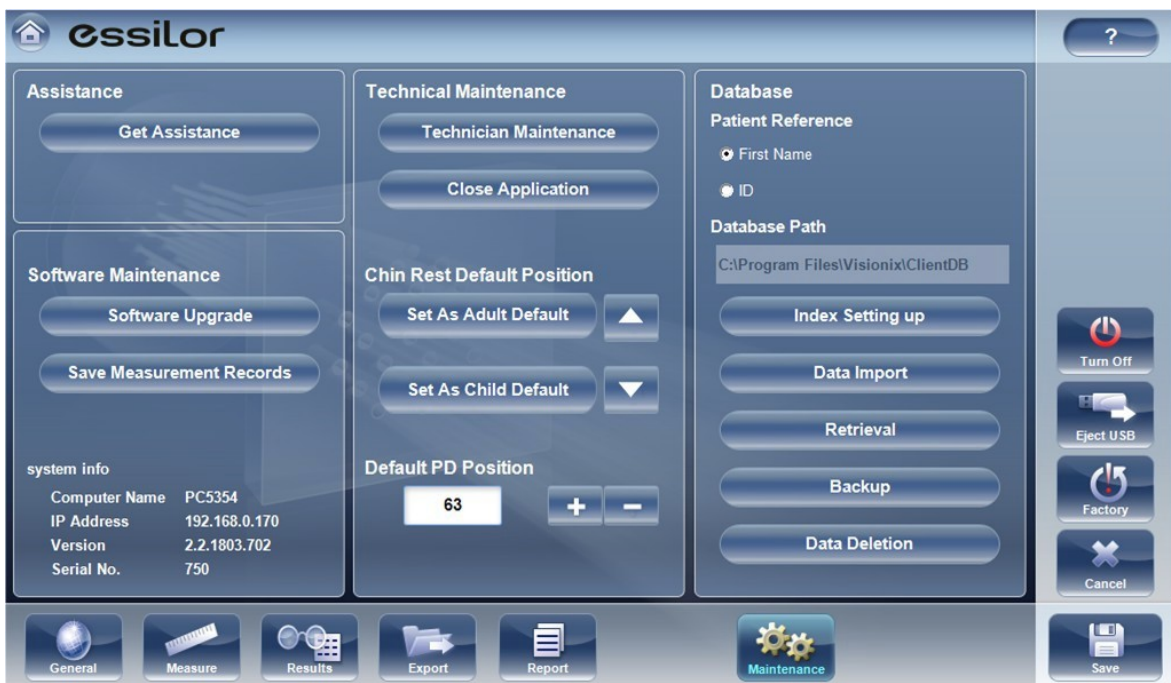 essilor
?
Assistance
Get Assistance
Software Maintenance
Software Upgrade
Save Measurement Records
system info
Computer Name PC5354
IP Address 192.168.0.170
Version 2.2.1803.702
Serial No. 750
Technical Maintenance
Technician Maintenance
Close Application
Chin Rest Default Position
Set As Adult Default
Set As Child Default
Default PD Position
63
+ -
Database
Patient Reference
First Name
ID
Database Path
C:\Program Files\Visionix\ClientDB
Index Setting up
Data Import
Retrieval
Backup
Data Deletion
Turn Off
Eject USB
Factory
Cancel
General
Measure
Results
Export
Report
Maintenance
Save